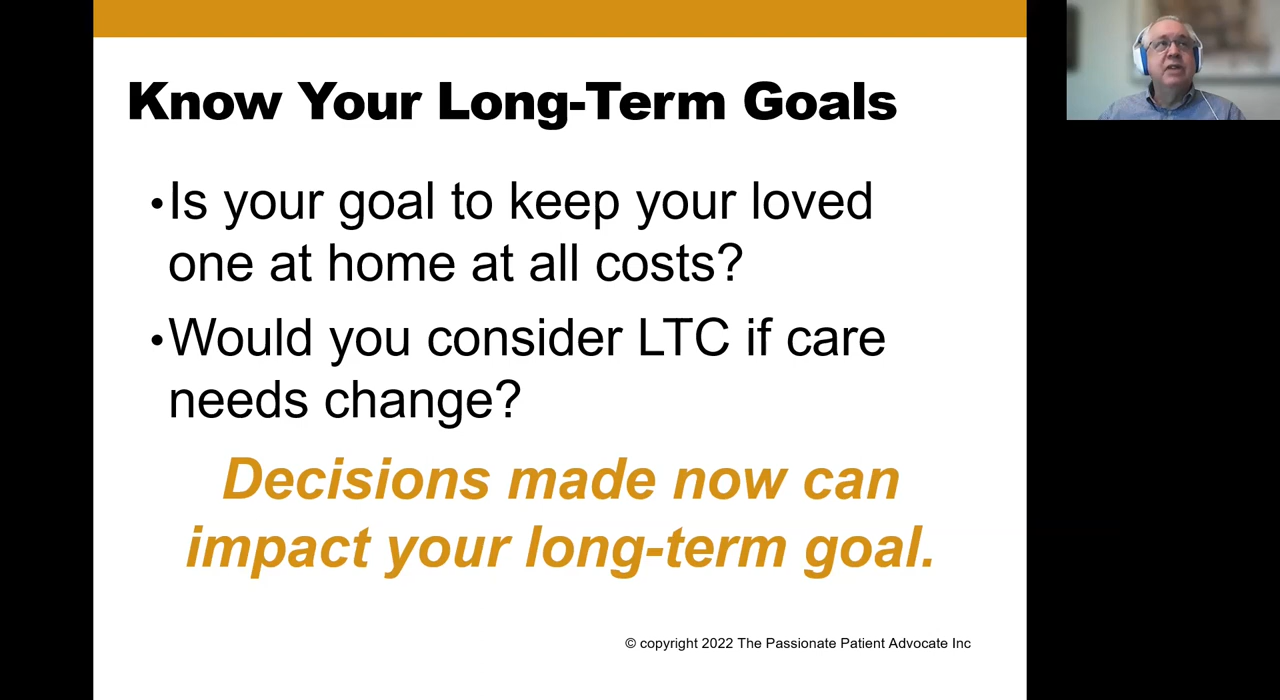 Know Your Long-Term Goals
•Is your goal to keep your loved
one at home at all costs?
•Would you consider LTC if care
needs change?
Decisions made now can
impact your long-term goal.
© copyright 2022 The Passionate Patient Advocate Inc